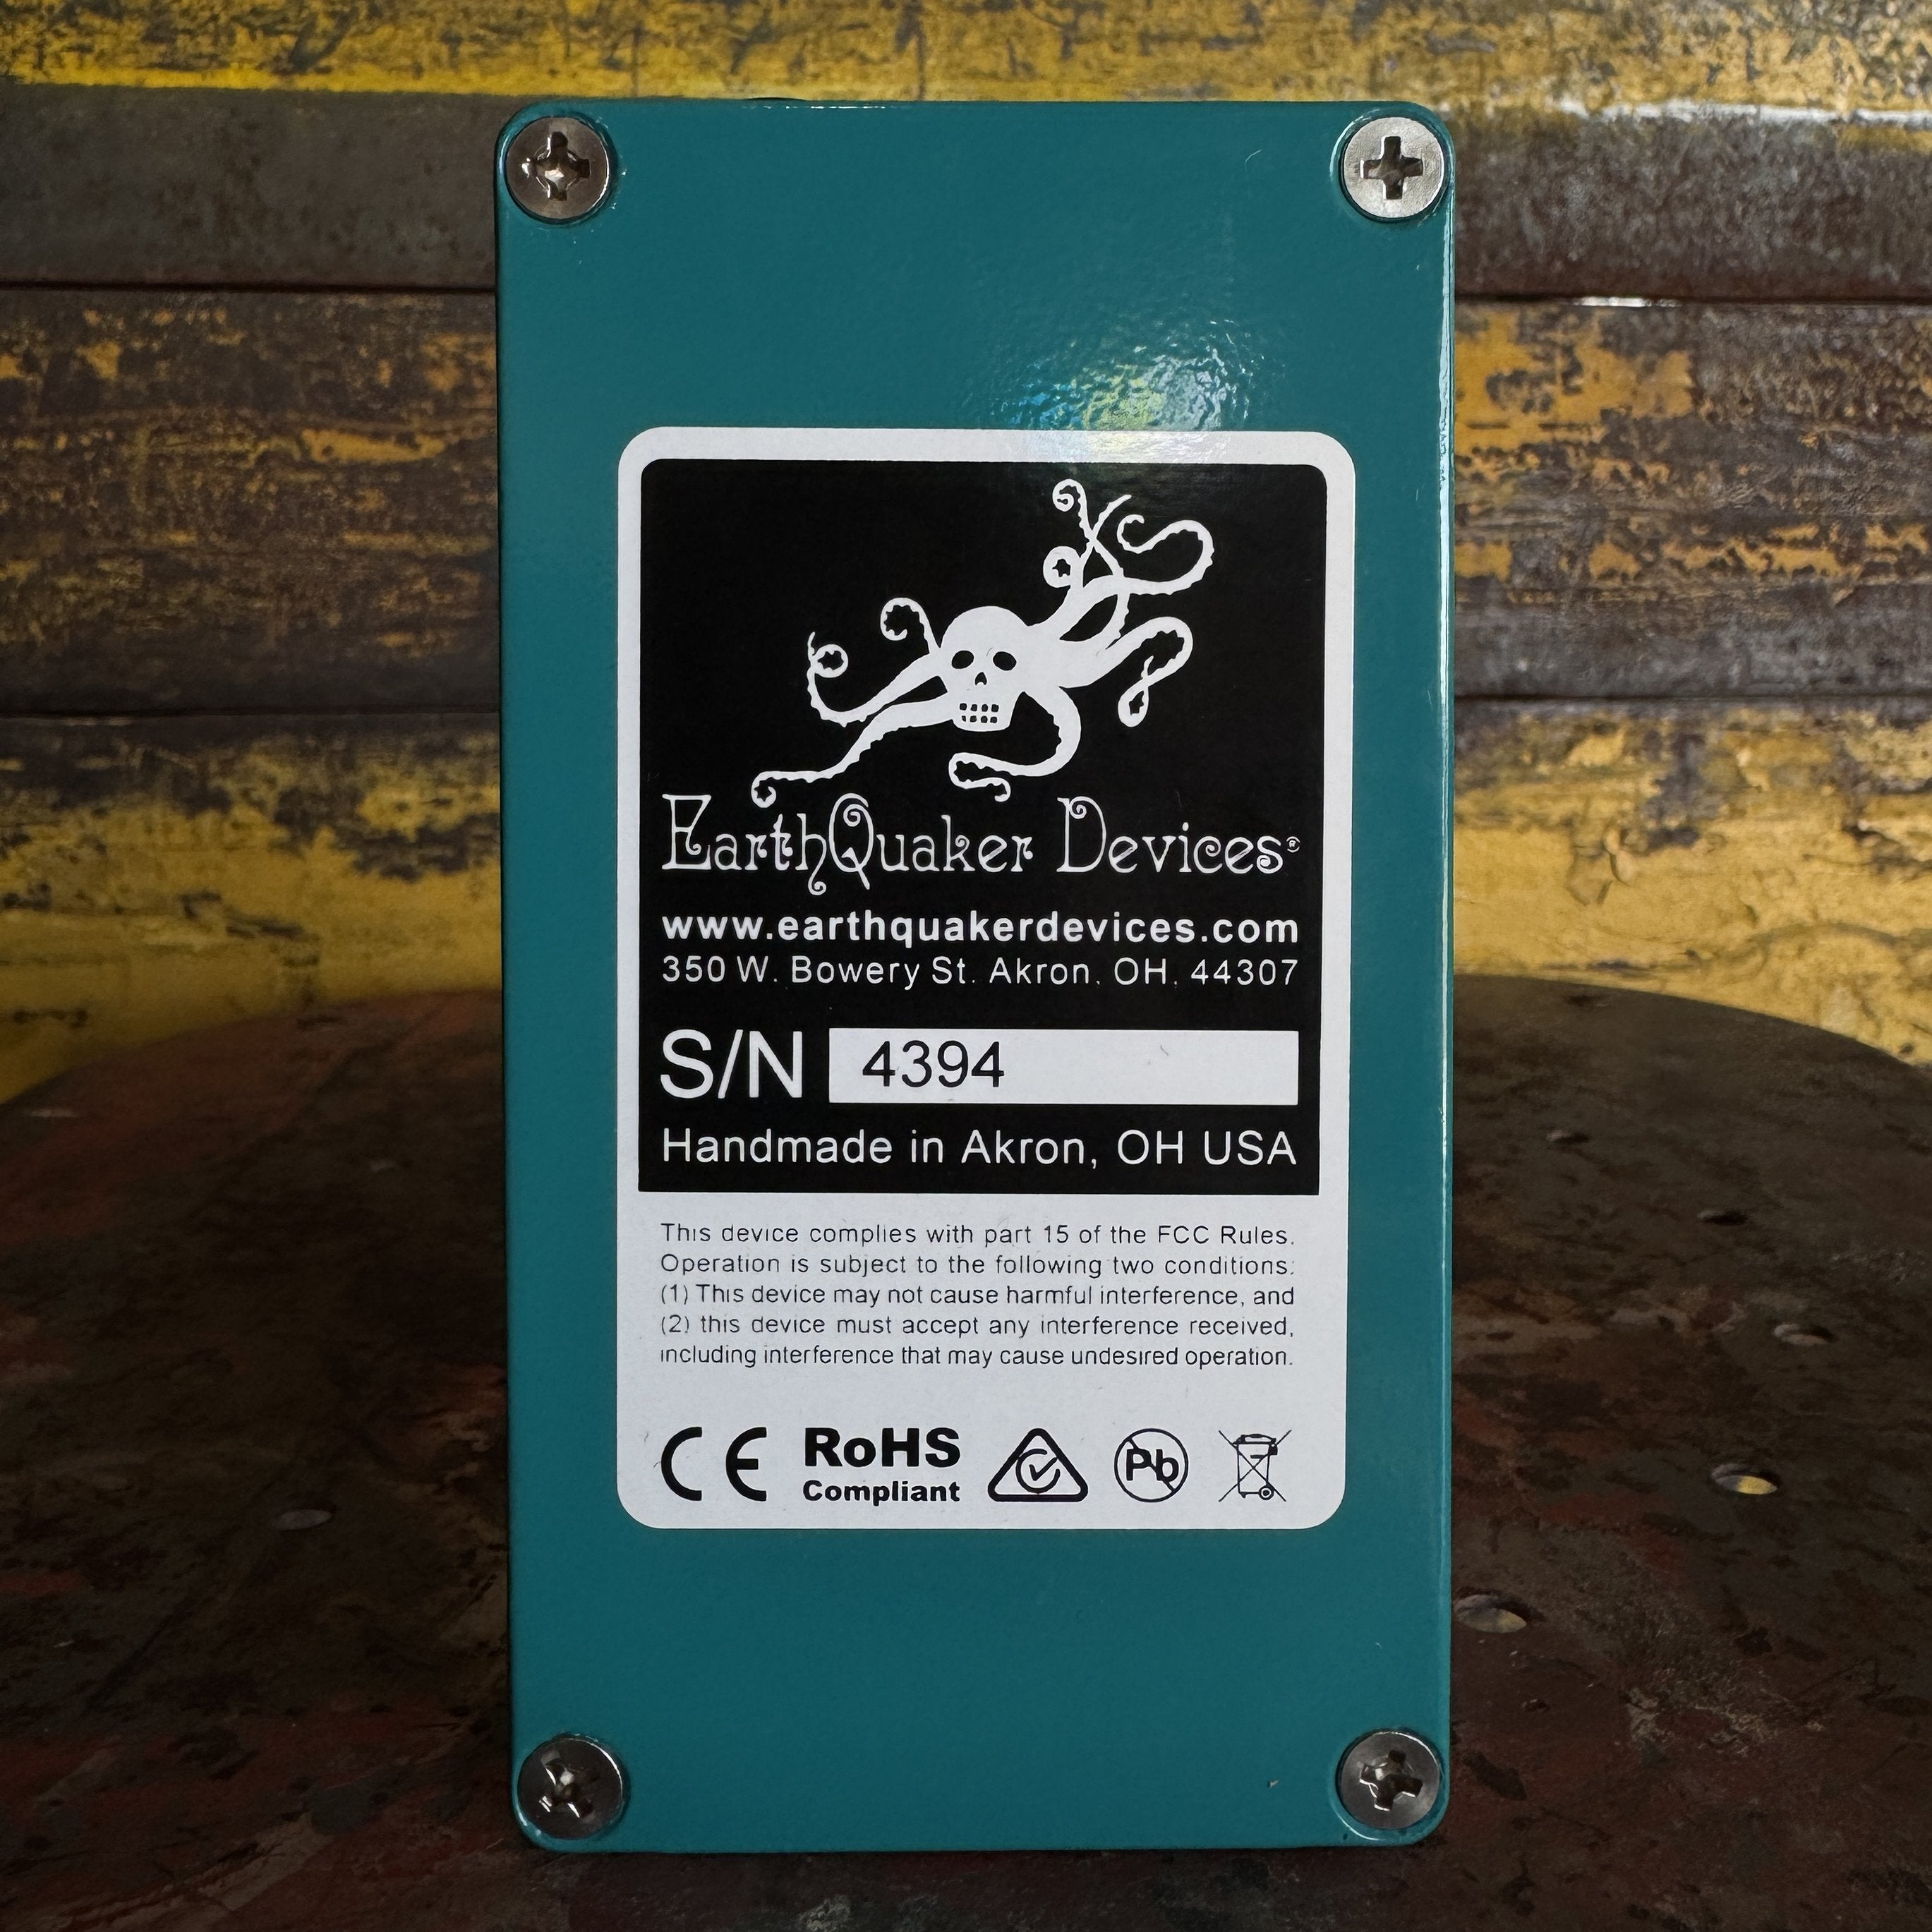 EarthQuaker Devices®
www.earthquakerdevices.com
350 W. Bowery St. Akron, OH, 44307
S/N 4394
Handmade in Akron, OH USA
This device complies with part 15 of the FCC Rules.
Operation is subject to the following two conditions:
(1) This device may not cause harmful interference, and
(2) this device must accept any interference received,
including interference that may cause undesired operation.
CE RoHS Pb
Compliant